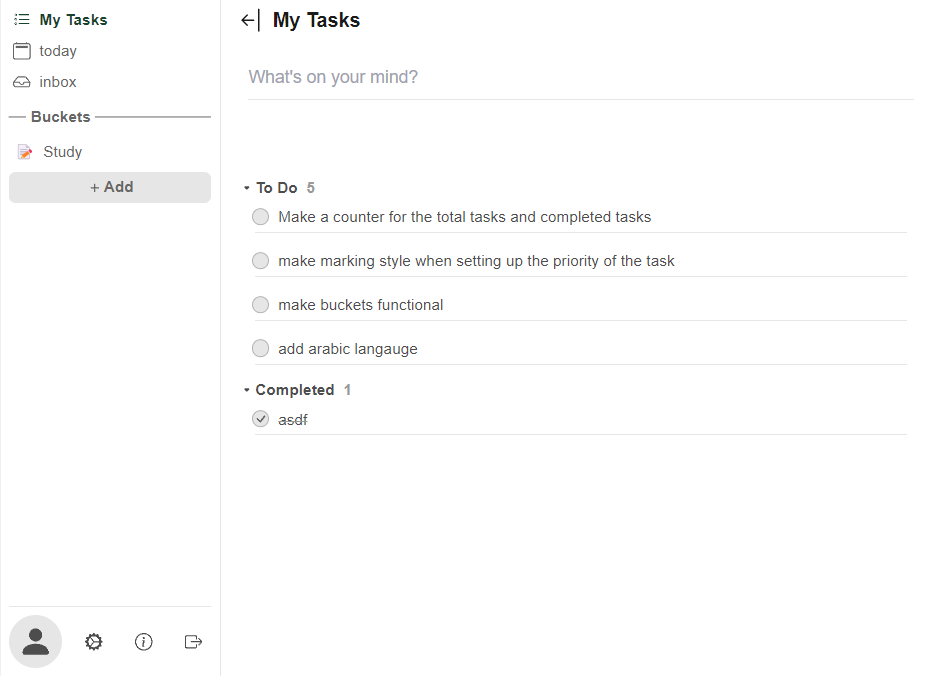 My Tasks
today
inbox
Buckets
Study
+ Add
My Tasks
What's on your mind?
To Do 5
Make a counter for the total tasks and completed tasks
make marking style when setting up the priority of the task
make buckets functional
add arabic langauge
Completed 1
asdf